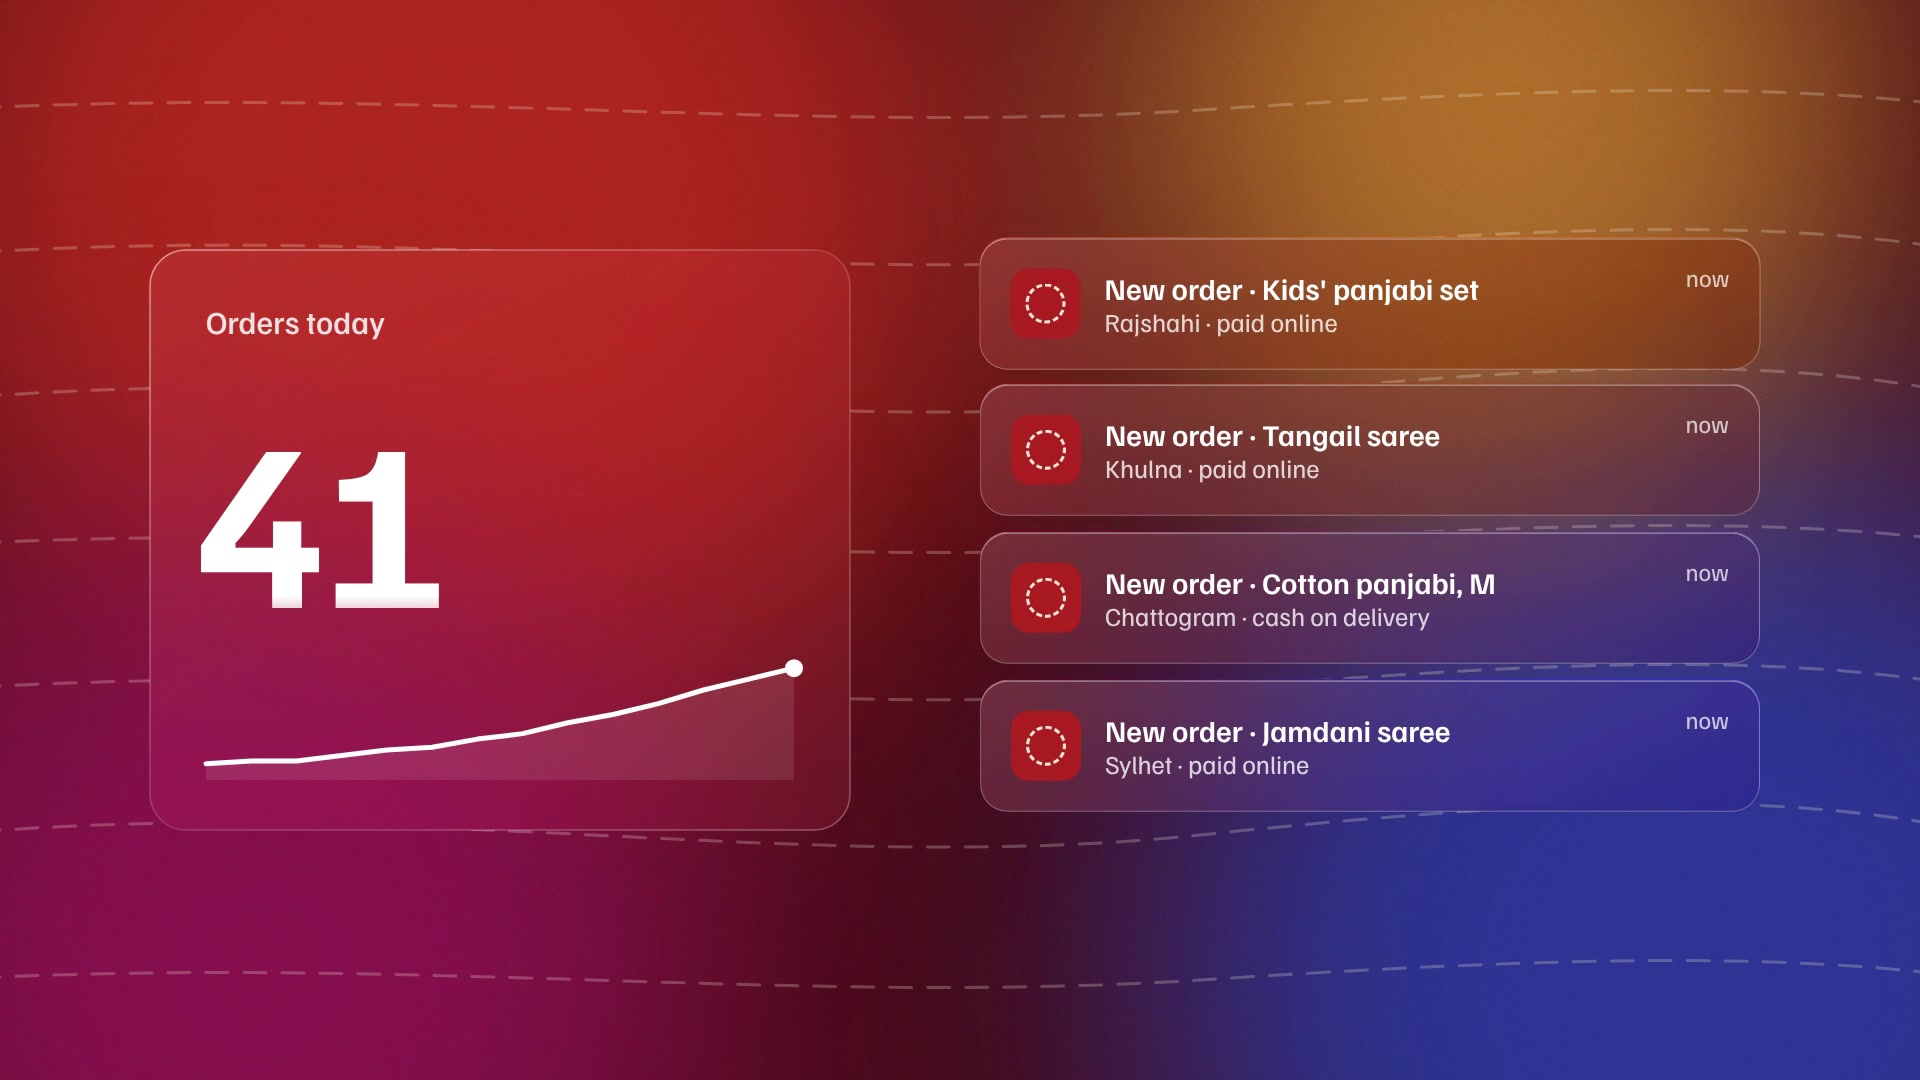 Orders today
41
New order · Kids' panjabi set
now
Rajshahi · paid online
New order · Tangail saree
now
Khulna · paid online
New order · Cotton panjabi, M
now
Chattogram · cash on delivery
New order · Jamdani saree
now
Sylhet · paid online